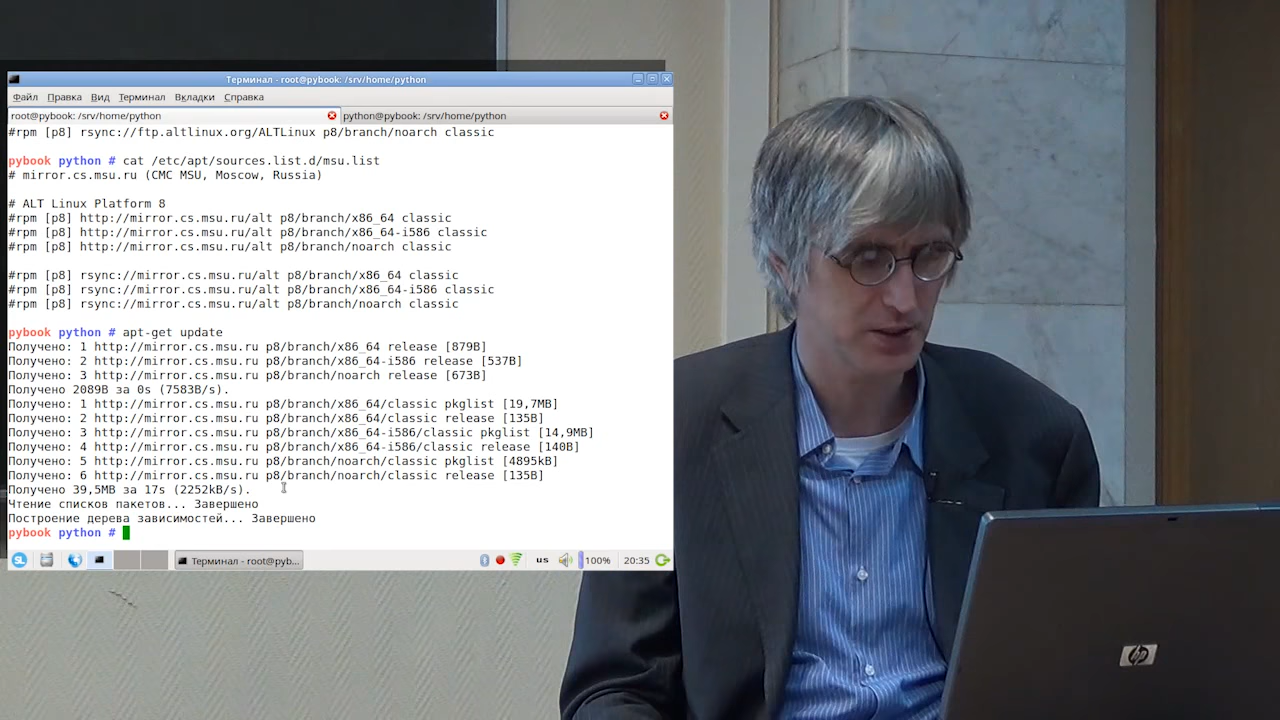 Терминал - root@pybook: /srv/home/python
Файл Правка Вид Терминал Вкладки Справка
root@pybook: /srv/home/python python@pybook: /srv/home/python
#rpm [p8] rsync://ftp.altlinux.org/ALTLinux p8/branch/noarch classic
pybook python # cat /etc/apt/sources.list.d/msu.list
# mirror.cs.msu.ru (CMC MSU, Moscow, Russia)
# ALT Linux Platform 8
#rpm [p8] http://mirror.cs.msu.ru/alt p8/branch/x86_64 classic
#rpm [p8] http://mirror.cs.msu.ru/alt p8/branch/x86_64-i586 classic
#rpm [p8] http://mirror.cs.msu.ru/alt p8/branch/noarch classic
#rpm [p8] rsync://mirror.cs.msu.ru/alt p8/branch/x86_64 classic
#rpm [p8] rsync://mirror.cs.msu.ru/alt p8/branch/x86_64-i586 classic
#rpm [p8] rsync://mirror.cs.msu.ru/alt p8/branch/noarch classic
pybook python # apt-get update
Получено: 1 http://mirror.cs.msu.ru p8/branch/x86_64 release [879B]
Получено: 2 http://mirror.cs.msu.ru p8/branch/x86_64-i586 release [537B]
Получено: 3 http://mirror.cs.msu.ru p8/branch/noarch release [673B]
Получено 2089B за 0s (7583B/s).
Получено: 1 http://mirror.cs.msu.ru p8/branch/x86_64/classic pkglist [19,7MB]
Получено: 2 http://mirror.cs.msu.ru p8/branch/x86_64/classic release [135B]
Получено: 3 http://mirror.cs.msu.ru p8/branch/x86_64-i586/classic pkglist [14,9MB]
Получено: 4 http://mirror.cs.msu.ru p8/branch/x86_64-i586/classic release [140B]
Получено: 5 http://mirror.cs.msu.ru p8/branch/noarch/classic pkglist [4895kB]
Получено: 6 http://mirror.cs.msu.ru p8/branch/noarch/classic release [135B]
Получено 39,5MB за 17s (2252kB/s).
Чтение списков пакетов... Завершено
Построение дерева зависимостей... Завершено
pybook python #
SL Терминал - root@pyb... us 100% 20:35
hp